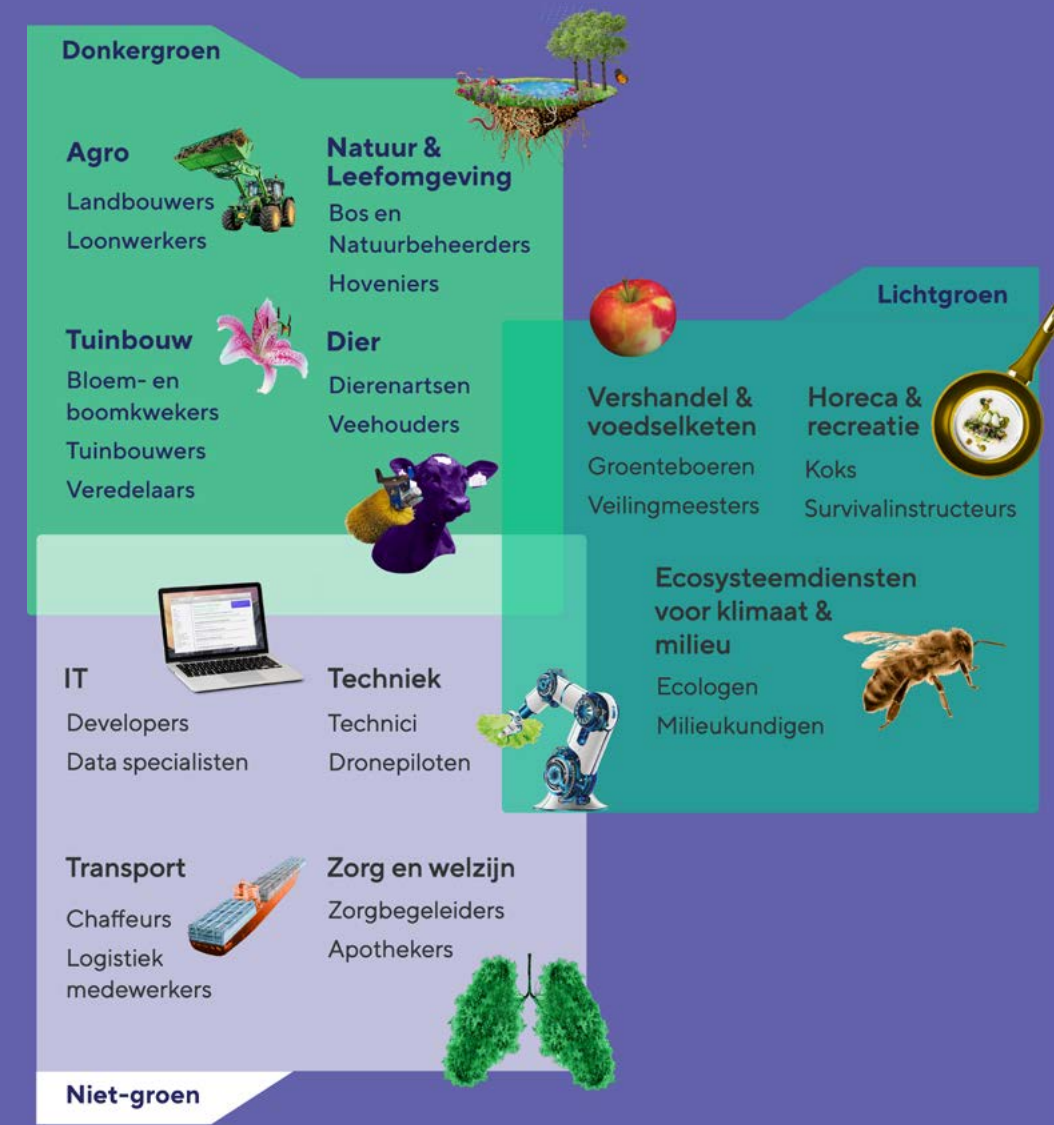 Donkergroen
Agro
Landbouwers
Loonwerkers
Natuur &
Leefomgeving
Bos en
Natuurbeheerders
Hoveniers
Tuinbouw
Bloem- en
boomkwekers
Tuinbouwers
Veredelaars
Dier
Dierenartsen
Veehouders
Lichtgroen
Vershandel &
voedselketen
Groenteboeren
Veilingmeesters
Horeca &
recreatie
Koks
Survivalinstructeurs
Ecosysteemdiensten
voor klimaat &
milieu
Ecologen
Milieukundigen
IT
Developers
Data specialisten
Techniek
Technici
Dronepiloten
Transport
Chaffeurs
Logistiek
medewerkers
Zorg en welzijn
Zorgbegeleiders
Apothekers
Niet-groen